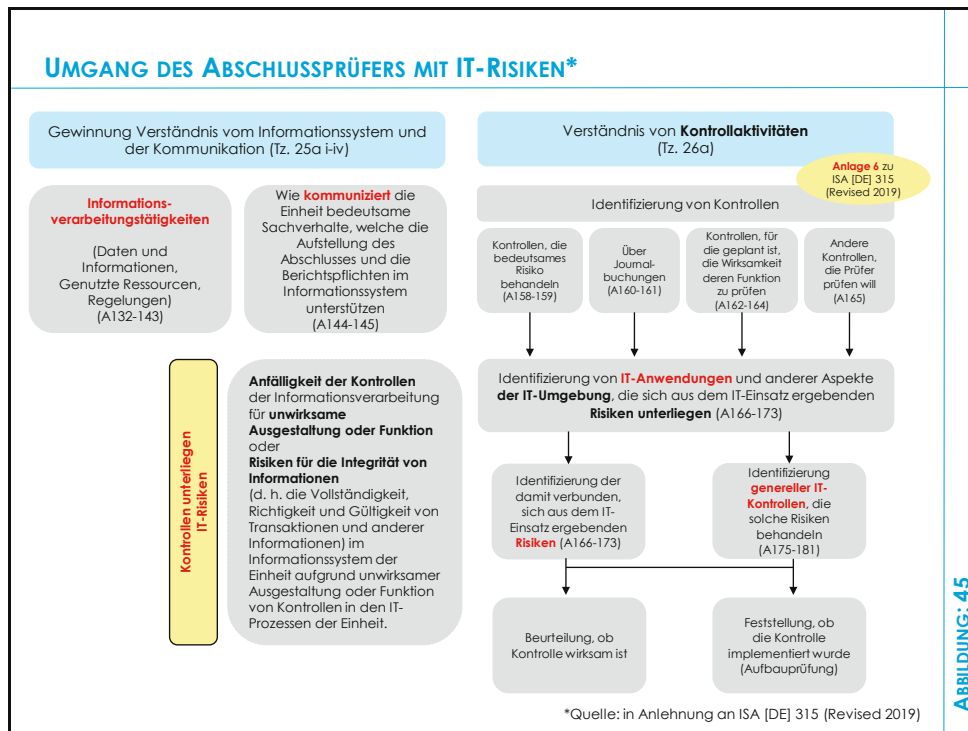 UMGANG DES ABSCHLUSSPRÜFERS MIT IT-RISIKEN*
Gewinnung Verständnis vom Informationssystem und
der Kommunikation (Tz. 25a i-iv)
Informations-
verarbeitungstätigkeiten
(Daten und
Informationen,
Genutzte Ressourcen,
Regelungen)
(A132-143)
Wie kommuniziert die
Einheit bedeutsame
Sachverhalte, welche die
Aufstellung des
Abschlusses und die
Berichtspflichten im
Informationssystem
unterstützen
(A144-145)
Kontrollen unterliegen
IT-Risiken
Anfälligkeit der Kontrollen
der Informationsverarbeitung
für unwirksame
Ausgestaltung oder Funktion
oder
Risiken für die Integrität von
Informationen
(d. h. die Vollständigkeit,
Richtigkeit und Gültigkeit von
Transaktionen und anderer
Informationen) im
Informationssystem der
Einheit aufgrund unwirksamer
Ausgestaltung oder Funktion
von Kontrollen in den IT-
Prozessen der Einheit.
Verständnis von Kontrollaktivitäten
(Tz. 26a)
Anlage 6 zu
ISA [DE] 315
(Revised 2019)
Identifizierung von Kontrollen
Kontrollen, die
bedeutsames
Risiko
behandeln
(A158-159)
Über
Journal-
buchungen
(A160-161)
Kontrollen, für
die geplant ist,
die Wirksamkeit
deren Funktion
zu prüfen
(A162-164)
Andere
Kontrollen,
die Prüfer
prüfen will
(A165)
Identifizierung von IT-Anwendungen und anderer Aspekte
der IT-Umgebung, die sich aus dem IT-Einsatz ergebenden
Risiken unterliegen (A166-173)
Identifizierung der
damit verbunden,
sich aus dem IT-
Einsatz ergebenden
Risiken (A166-173)
Identifizierung
genereller IT-
Kontrollen, die
solche Risiken
behandeln
(A175-181)
Beurteilung, ob
Kontrolle wirksam ist
Feststellung, ob
die Kontrolle
implementiert wurde
(Aufbauprüfung)
*Quelle: in Anlehnung an ISA [DE] 315 (Revised 2019)
ABBILDUNG: 45